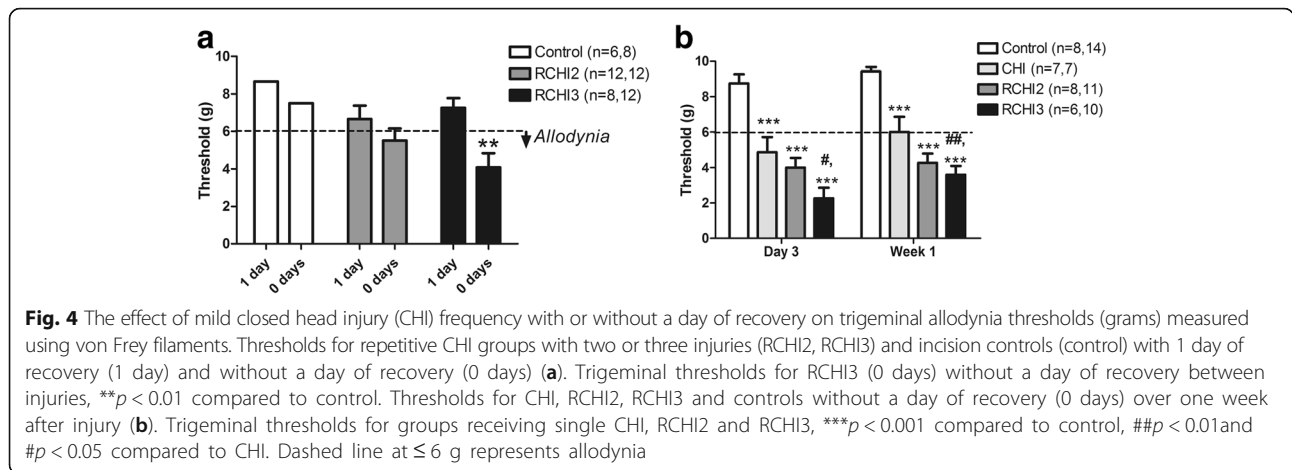 a
Threshold (g)
10
8
6
4
2
0
Control (n=6,8)
RCHI2 (n=12,12)
RCHI3 (n=8,12)
Allodynia
**
1 day
0 days
1 day
0 days
1 day
0 days
b
Threshold (g)
10
8
6
4
2
0
Control (n=8,14)
CHI (n=7,7)
RCHI2 (n=8,11)
RCHI3 (n=6,10)
***
***
#,
***
***
***
##,
***
Day 3
Week 1
Fig. 4 The effect of mild closed head injury (CHI) frequency with or without a day of recovery on trigeminal allodynia thresholds (grams) measured
using von Frey filaments. Thresholds for repetitive CHI groups with two or three injuries (RCHI2, RCHI3) and incision controls (control) with 1 day of
recovery (1 day) and without a day of recovery (0 days) (a). Trigeminal thresholds for RCHI3 (0 days) without a day of recovery between
injuries, **p < 0.01 compared to control. Thresholds for CHI, RCHI2, RCHI3 and controls without a day of recovery (0 days) over one week
after injury (b). Trigeminal thresholds for groups receiving single CHI, RCHI2 and RCHI3, ***p < 0.001 compared to control, ##p < 0.01and
#p < 0.05 compared to CHI. Dashed line at ≤ 6 g represents allodynia